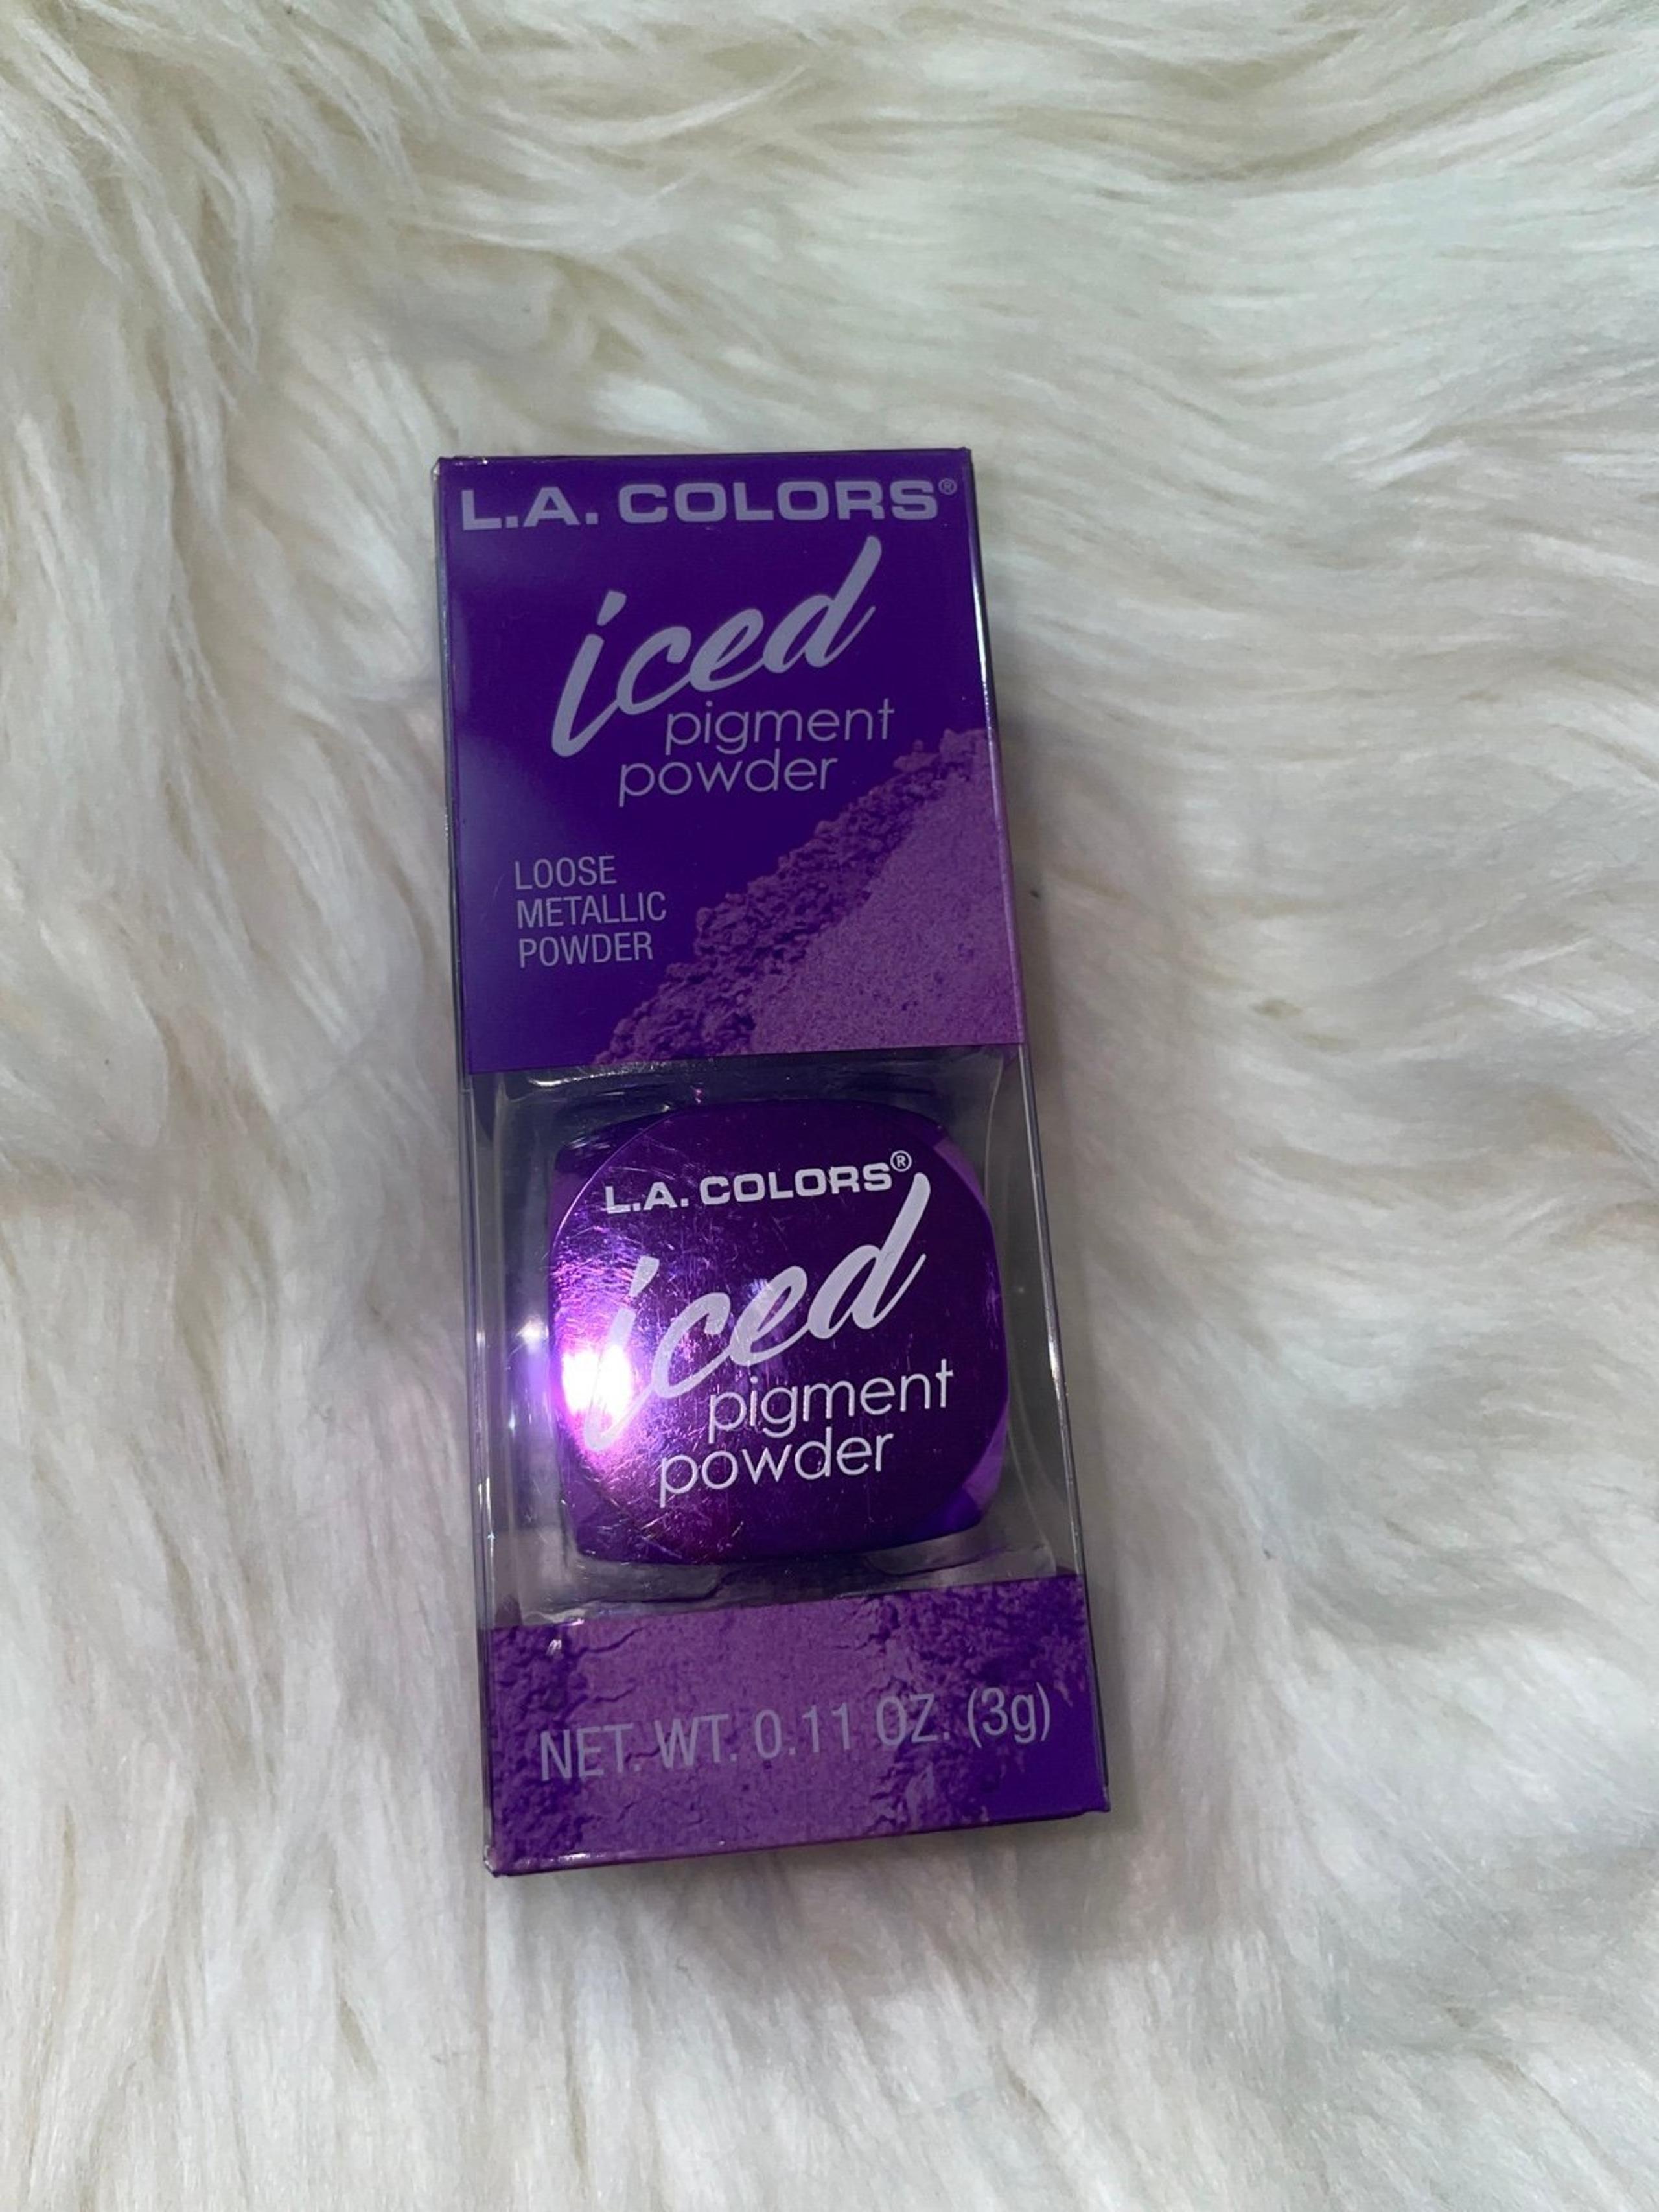 L.A. COLORS®
iced
pigment
powder
LOOSE
METALLIC
POWDER
L.A. COLORS®
iced
pigment
powder
NET. WT. 0.11 OZ. (3g)